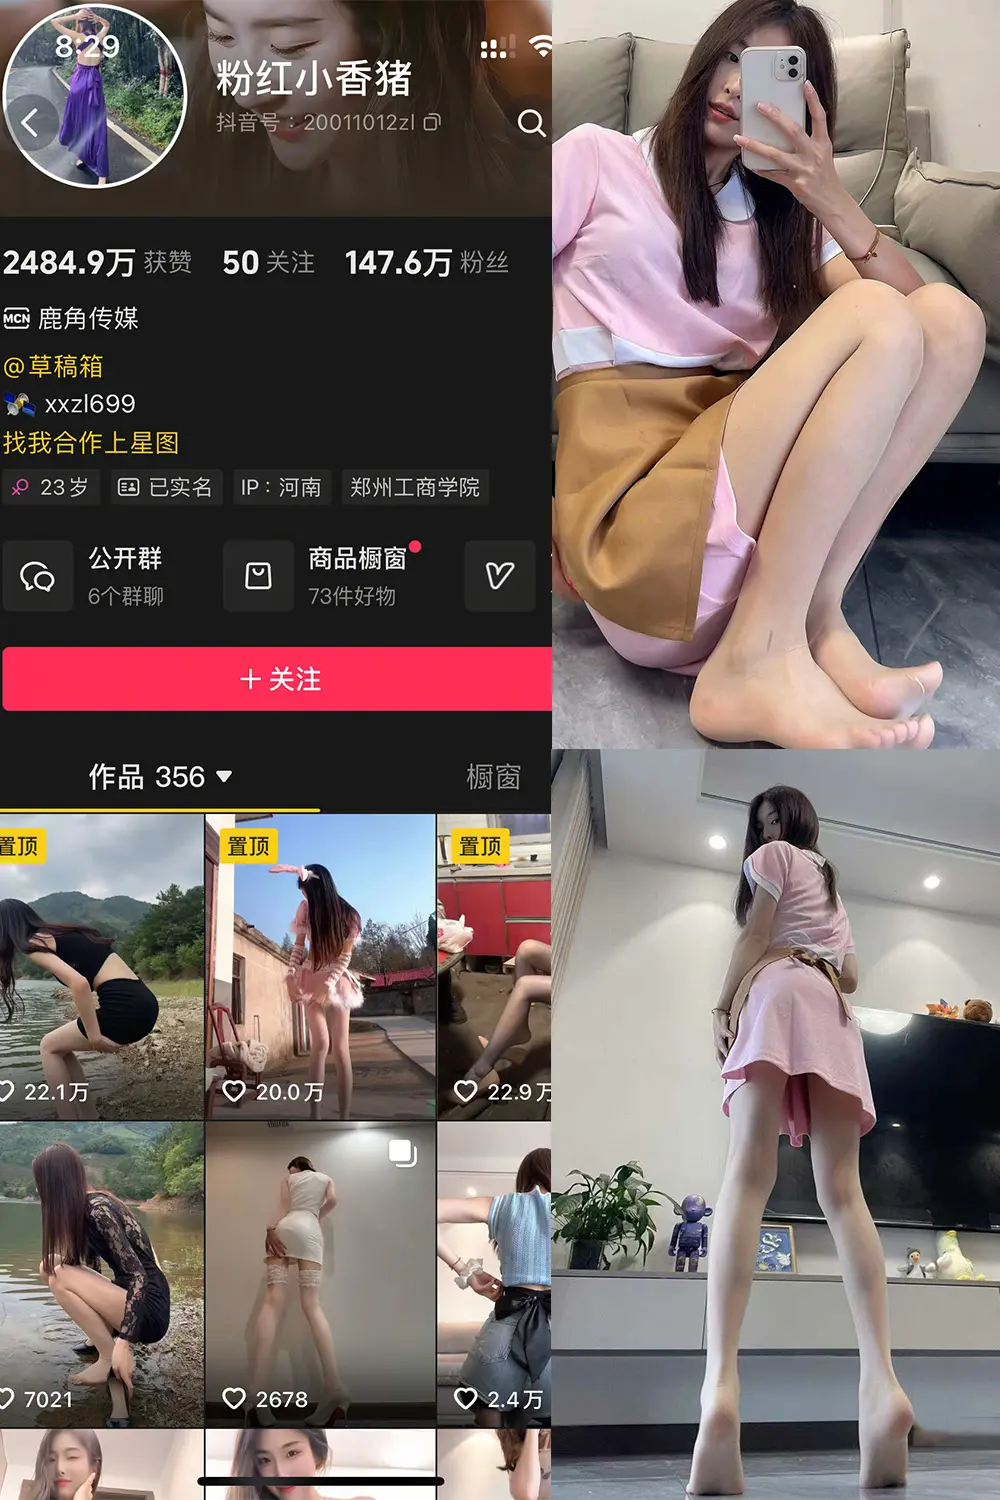 8:29
粉红小香猪
抖音号：20011012zl
2484.9万 获赞 50 关注 147.6万 粉丝
MCN 鹿角传媒
@草稿箱
xxzl699
找我合作上星图
23岁 已实名 IP：河南 郑州工商学院
公开群 商品橱窗
6个群聊 73件好物
+ 关注
作品 356 橱窗
置顶 置顶 置顶
22.1万 20.0万 22.9万
7021 2678 2.4万